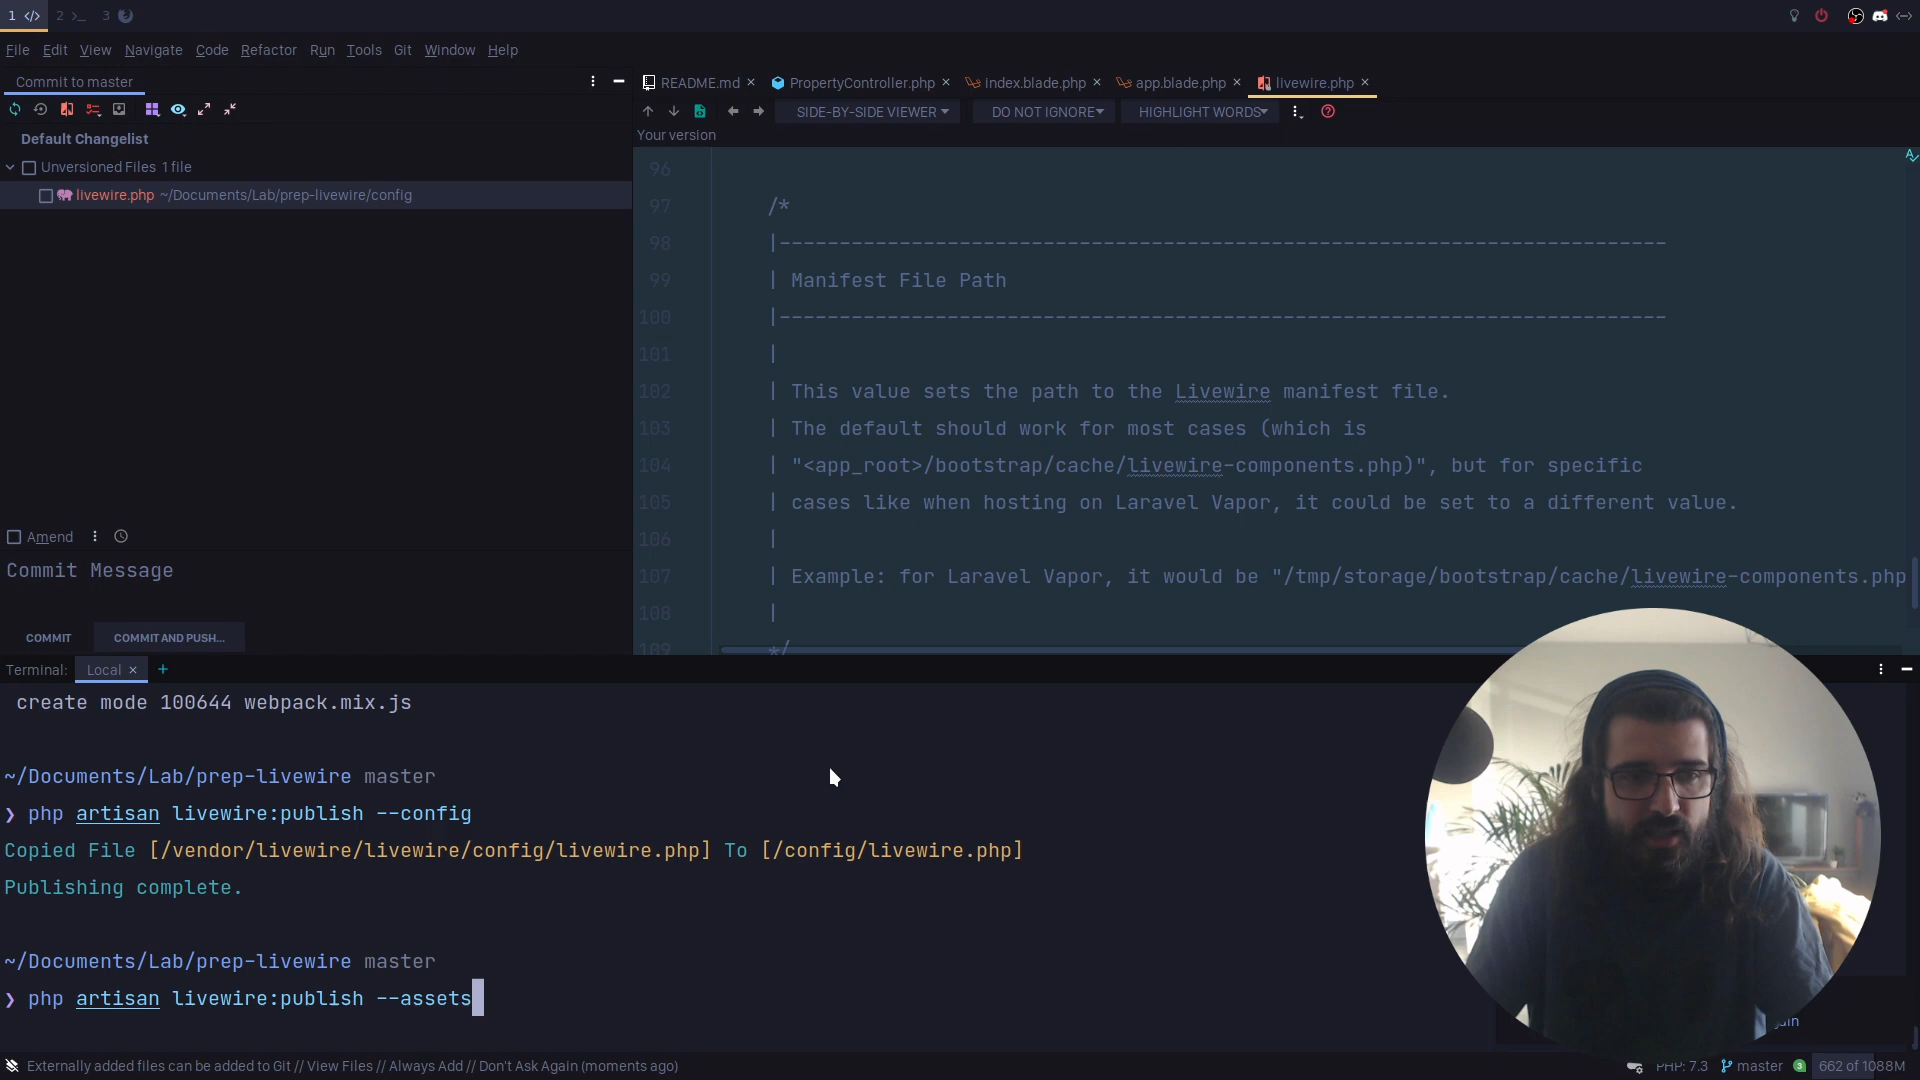 1 </> 2 >_ 3
File Edit View Navigate Code Refactor Run Tools Git Window Help
Commit to master
README.md PropertyController.php index.blade.php app.blade.php livewire.php
SIDE-BY-SIDE VIEWER DO NOT IGNORE HIGHLIGHT WORDS
Your version
Default Changelist
Unversioned Files 1 file
livewire.php ~/Documents/Lab/prep-livewire/config
96
97 /*
98 |--------------------------------------------------------------------------
99 | Manifest File Path
100 |--------------------------------------------------------------------------
101 |
102 | This value sets the path to the Livewire manifest file.
103 | The default should work for most cases (which is
104 | "<app_root>/bootstrap/cache/livewire-components.php)", but for specific
105 | cases like when hosting on Laravel Vapor, it could be set to a different value.
106 |
107 | Example: for Laravel Vapor, it would be "/tmp/storage/bootstrap/cache/livewire-components.php
108 |
109 */
Amend
Commit Message
COMMIT COMMIT AND PUSH...
Terminal: Local +
create mode 100644 webpack.mix.js
~/Documents/Lab/prep-livewire master
❯ php artisan livewire:publish --config
Copied File [/vendor/livewire/livewire/config/livewire.php] To [/config/livewire.php]
Publishing complete.
~/Documents/Lab/prep-livewire master
❯ php artisan livewire:publish --assets
Externally added files can be added to Git // View Files // Always Add // Don't Ask Again (moments ago)
PHP: 7.3 master 3 662 of 1088M